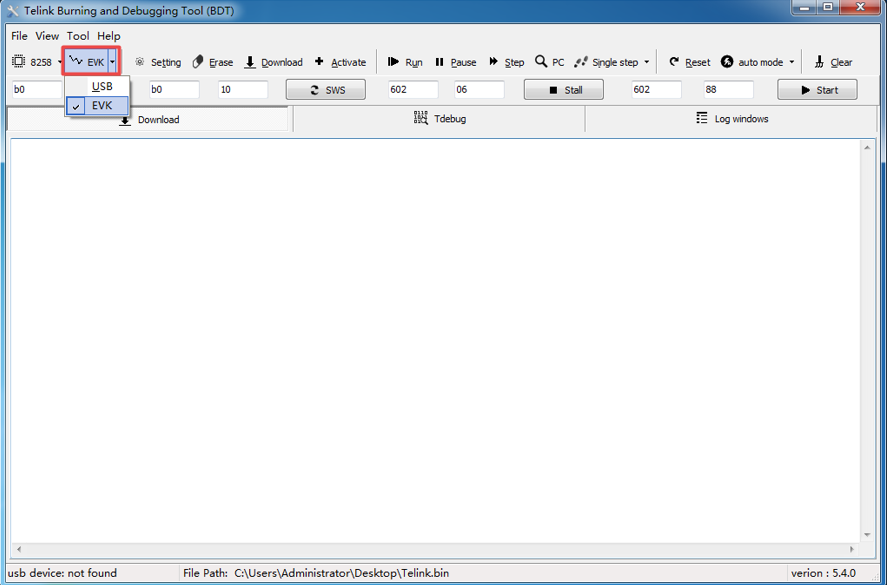 Telink Burning and Debugging Tool (BDT)
File View Tool Help
8258 EVK Setting Erase Download Activate Run Pause Step PC Single step Reset auto mode Clear
USB
EVK
b0 b0 10 SWS 602 06 Stall 602 88 Start
Download Tdebug Log windows
usb device: not found File Path: C:\Users\Administrator\Desktop\Telink.bin verion : 5.4.0